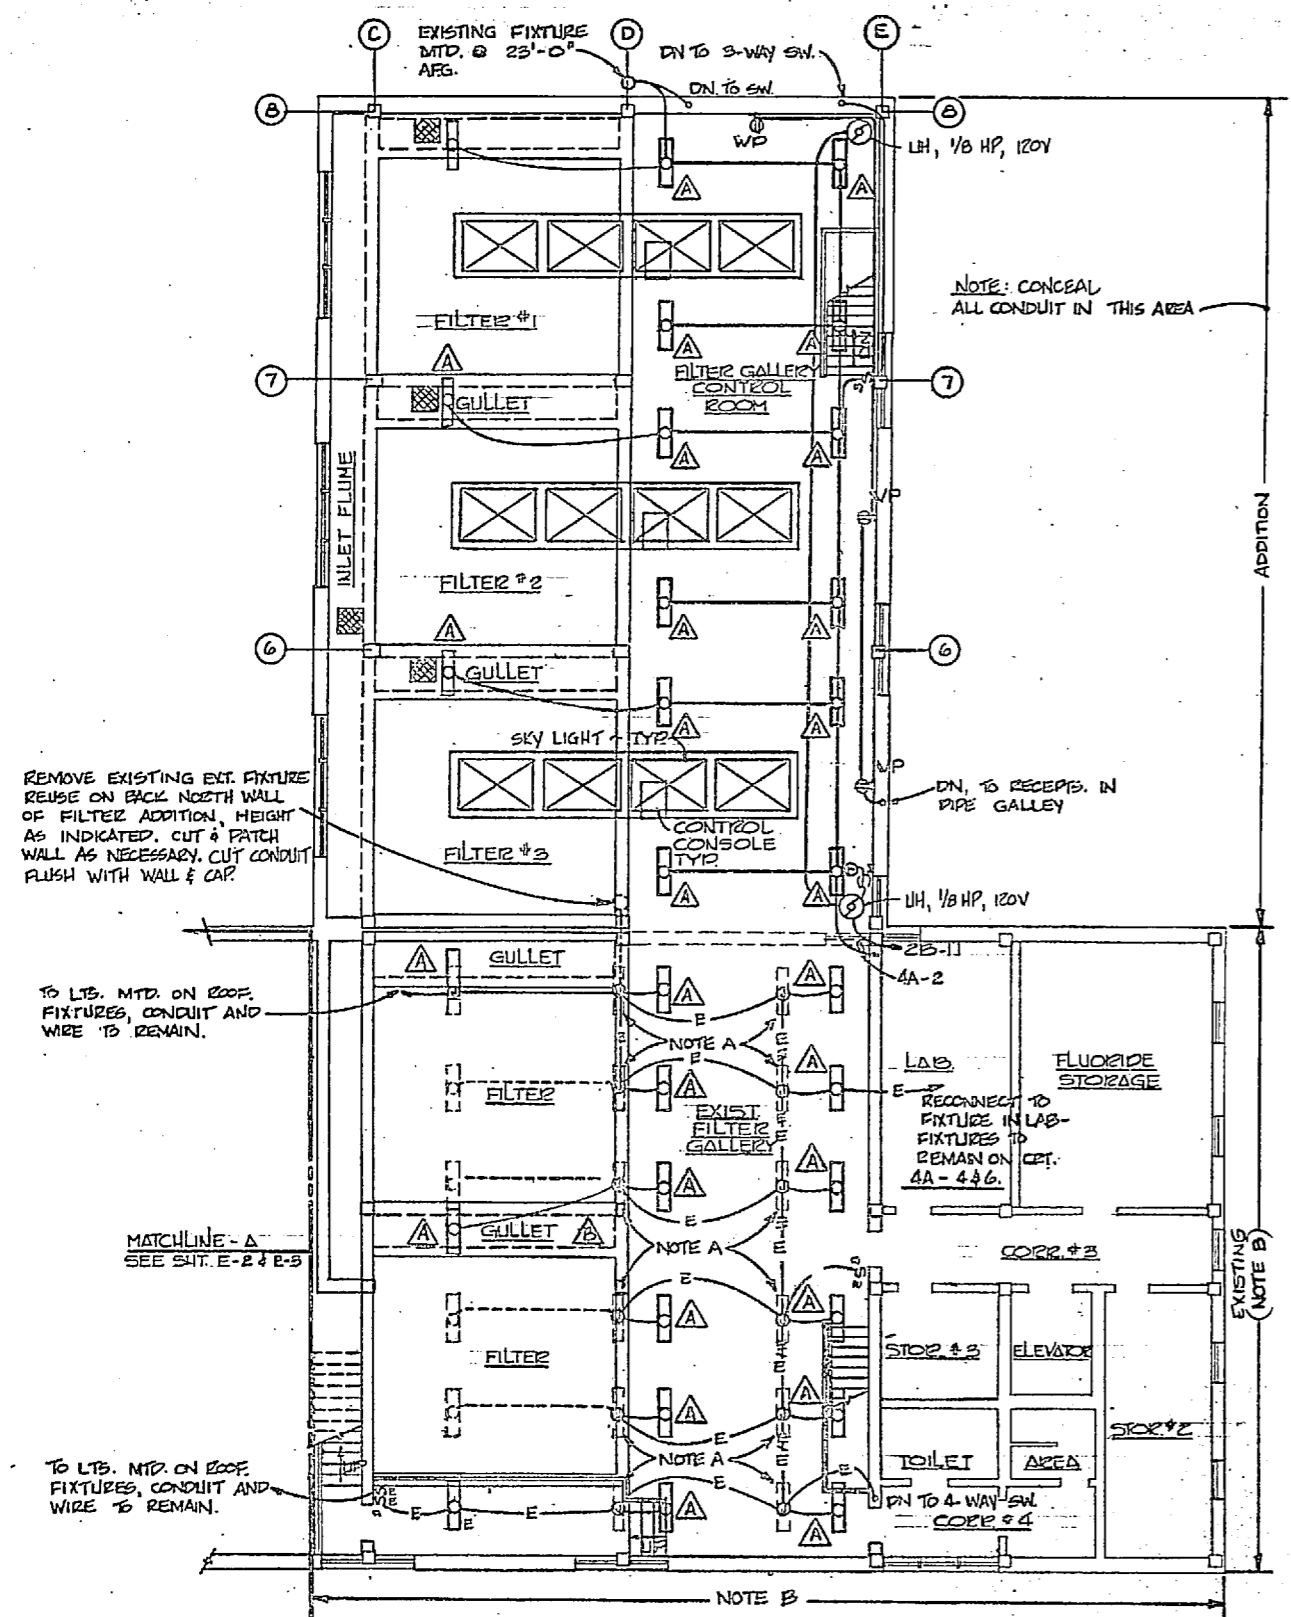 C
EXISTING FIXTURE
MTD. @ 23'-0"
AFG.
D
DN TO 3-WAY SW.
E
DN. TO SW.
8
8
WP
UH, 1/8 HP, 120V
A
A
NOTE: CONCEAL
ALL CONDUIT IN THIS AREA
FILTER #1
A
A
A
FILTER GALLERY
CONTROL
ROOM
DN
7
7
GULLET
A
A
INLET FLUME
WP
ADDITION
FILTER #2
A
A
A
6
6
GULLET
A
A
SKY LIGHT - TYP.
WP
REMOVE EXISTING EXT. FIXTURE
REUSE ON BACK NORTH WALL
OF FILTER ADDITION, HEIGHT
AS INDICATED. CUT & PATCH
WALL AS NECESSARY. CUT CONDUIT
FLUSH WITH WALL & CAP.
DN, TO RECEPTS. IN
PIPE GALLEY
CONTROL
CONSOLE
TYP.
FILTER #3
A
A
UH, 1/8 HP, 120V
2B-11
4A-2
GULLET
A
A
A
TO LTS. MTD. ON ROOF.
FIXTURES, CONDUIT AND
WIRE TO REMAIN.
E
NOTE A
E
E
LAB
FLUORIDE
STORAGE
FILTER
A
A
E
E
RECONNECT TO
FIXTURE IN LAB-
FIXTURES TO
REMAIN ON CKT.
4A-4&6.
EXIST
FILTER
GALLERY
E
E
A
A
E
E
A
GULLET
B
NOTE A
E
MATCHLINE-A
SEE SHT. E-2 & E-3
CORR. #3
EXISTING
(NOTE B)
E
E
A
A
E
FILTER
STOR. #3
ELEVATOR
E
A
A
STOR. #2
E
E
NOTE A
TOILET
AREA
TO LTS. MTD. ON ROOF.
FIXTURES, CONDUIT AND
WIRE TO REMAIN.
UP
E
E
E
E
E
E
A
A
DN TO 4-WAY SW.
CORR #4
NOTE B